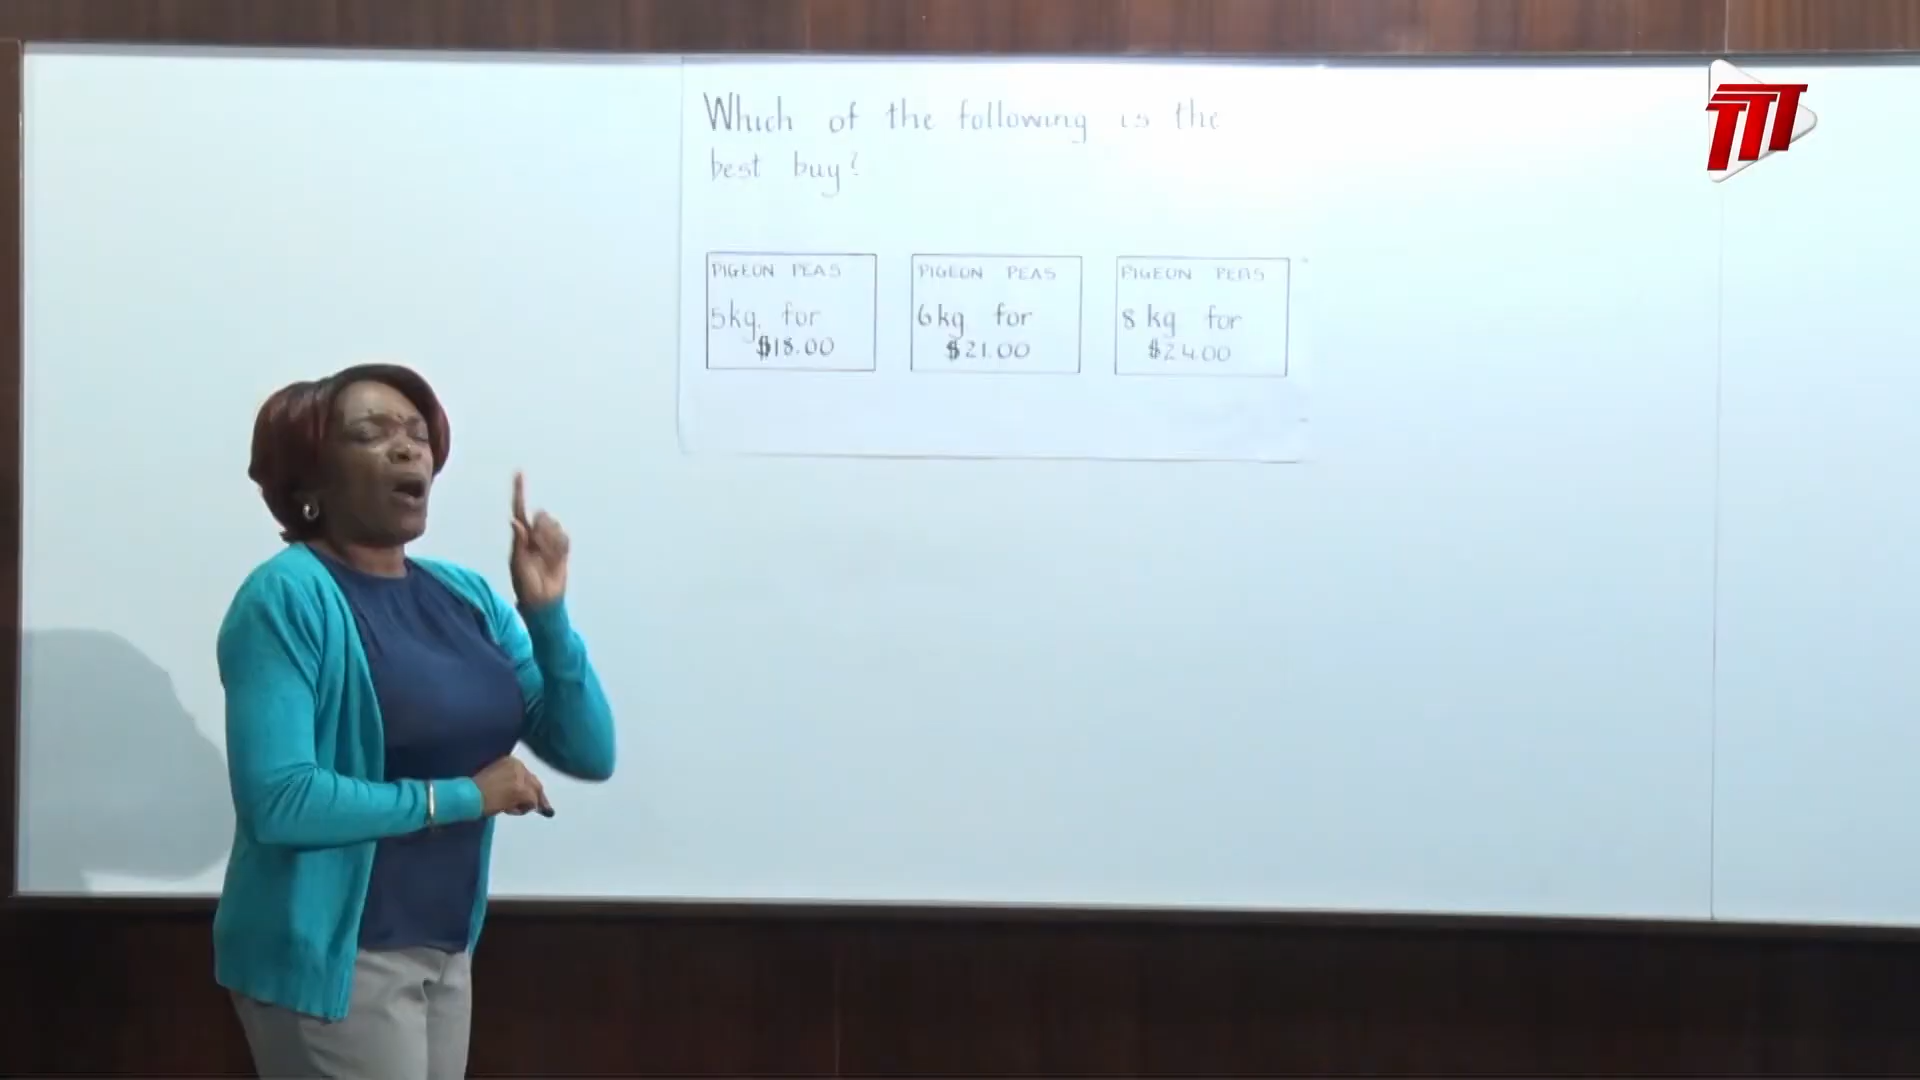 Which of the following is the
best buy?
PIGEON PEAS
5kg. for
$18.00
PIGEON PEAS
6kg for
$21.00
PIGEON PEAS
8 kg for
$24.00
TTT